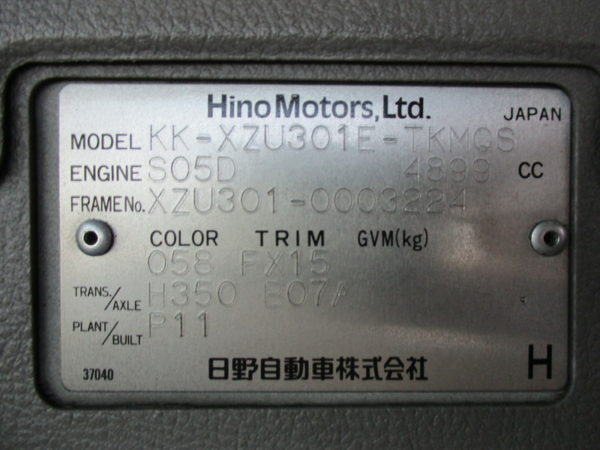 Hino Motors, Ltd.
JAPAN
MODEL KK-XZU301E-TKMQS
ENGINE S05D 4899 CC
FRAME No. XZU301-0003224
COLOR TRIM GVM(kg)
058 FX15
TRANS./AXLE H350 E07A
PLANT/BUILT P11
37040 日野自動車株式会社 H